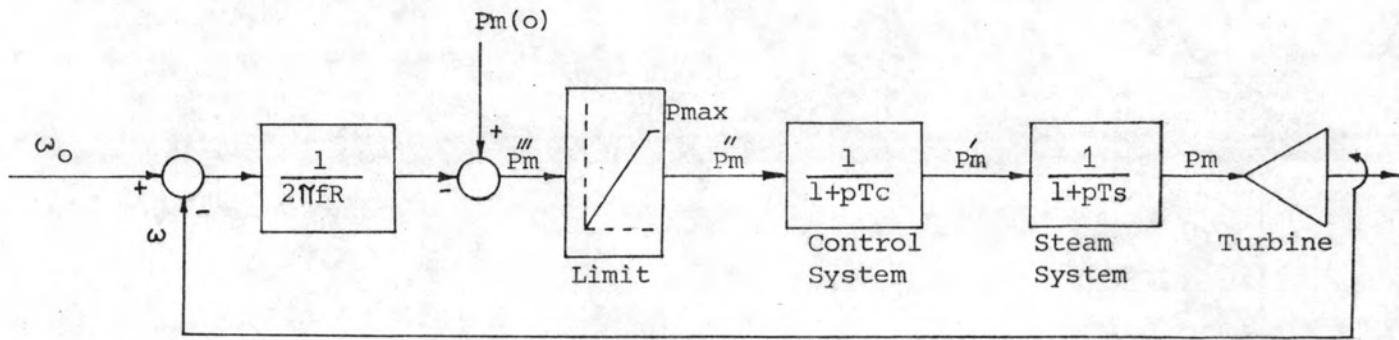 Pm(o)
ωo
+
-
ω
1
2πfR
+
-
Pm'''
Pmax
Limit
Pm''
1
1+pTc
Control
System
Pm'
1
1+pTs
Steam
System
Pm
Turbine